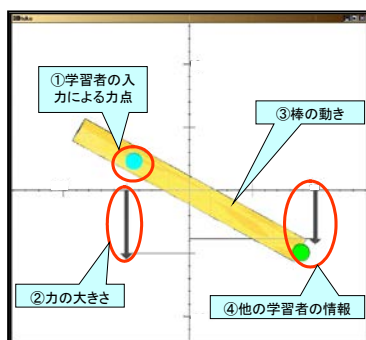 ①学習者の入
力による力点
③棒の動き
②力の大きさ
④他の学習者の情報